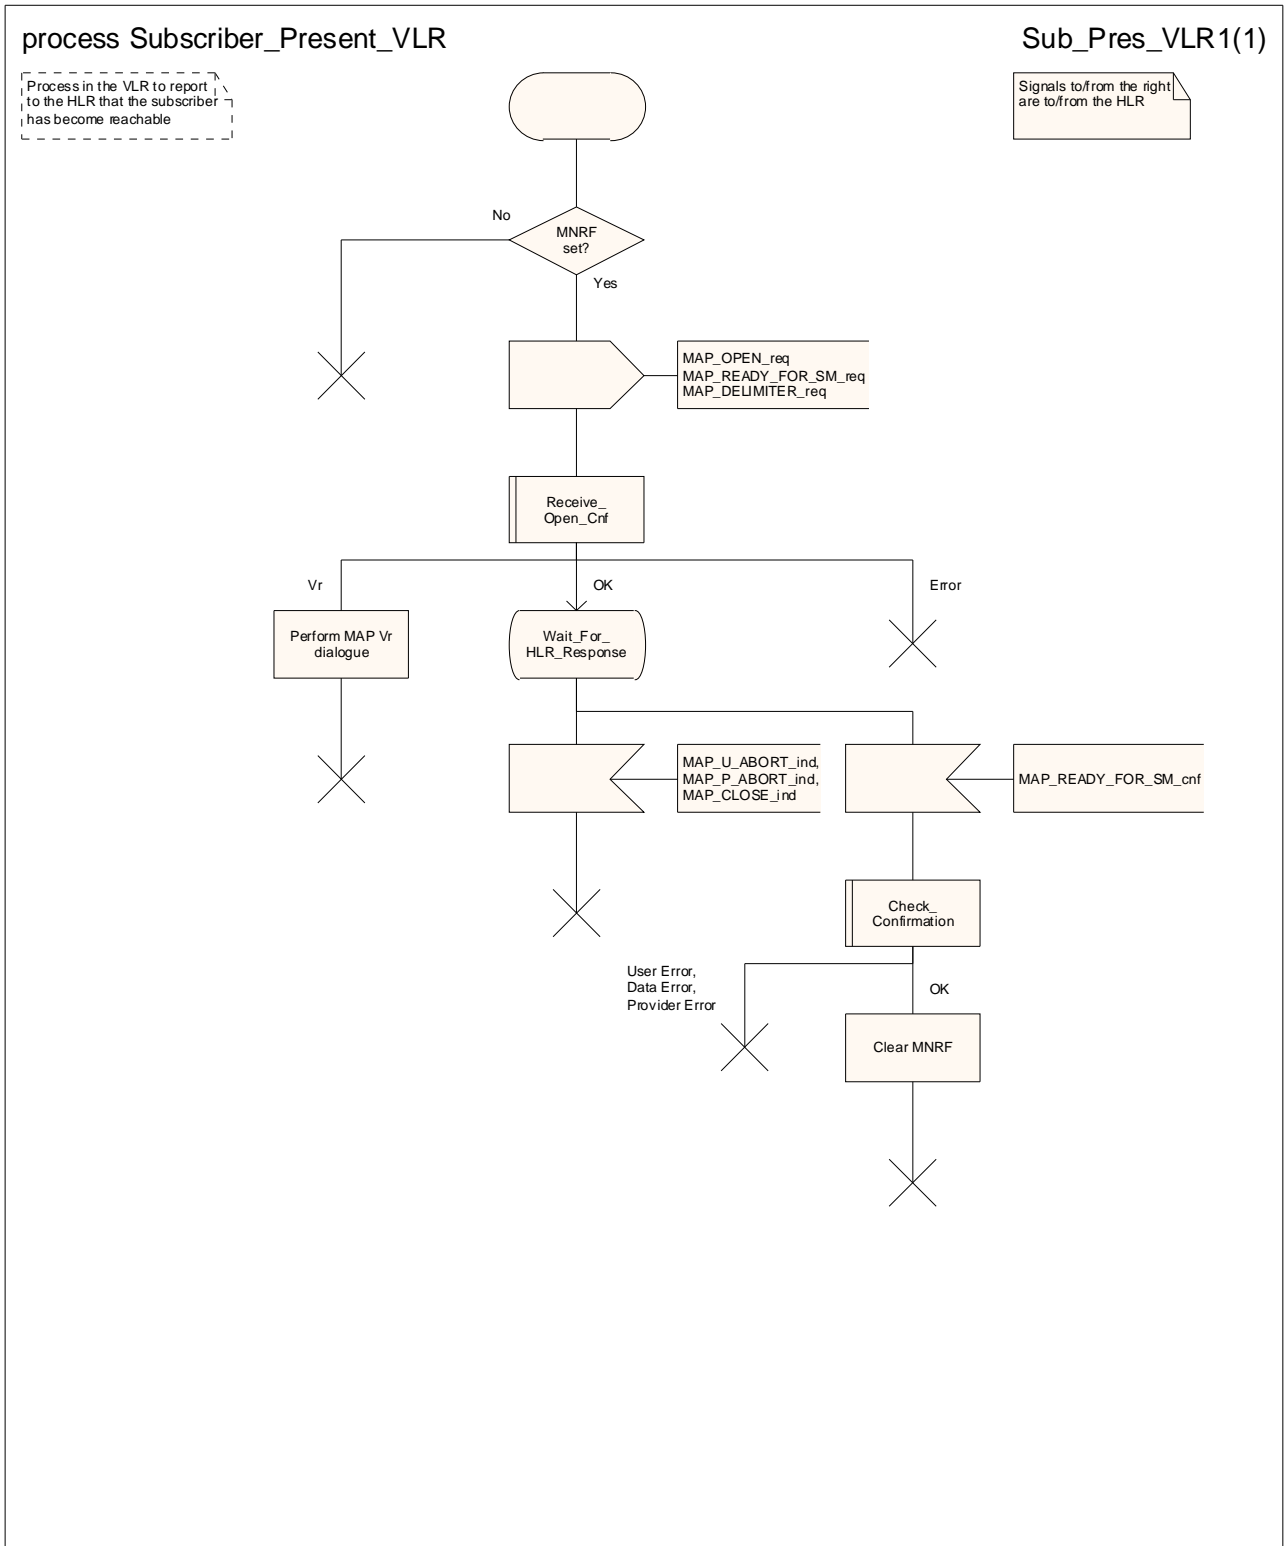 process Subscriber_Present_VLR
Sub_Pres_VLR1(1)
Process in the VLR to report
to the HLR that the subscriber
has become reachable
Signals to/from the right
are to/from the HLR
No
MNRF
set?
Yes
MAP_OPEN_req
MAP_READY_FOR_SM_req
MAP_DELIMITER_req
Receive_
Open_Cnf
Vr
OK
Error
Perform MAP Vr
dialogue
Wait_For_
HLR_Response
MAP_U_ABORT_ind,
MAP_P_ABORT_ind,
MAP_CLOSE_ind
MAP_READY_FOR_SM_cnf
Check_
Confirmation
User Error,
Data Error,
Provider Error
OK
Clear MNRF